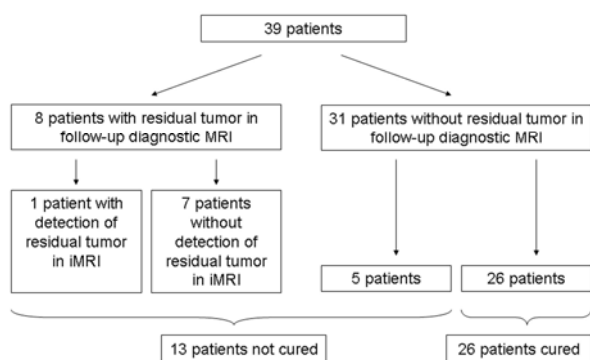 39 patients
8 patients with residual tumor in
follow-up diagnostic MRI
31 patients without residual tumor in
follow-up diagnostic MRI
1 patient with
detection of
residual tumor
in iMRI
7 patients
without
detection of
residual tumor
in iMRI
5 patients
26 patients
13 patients not cured
26 patients cured